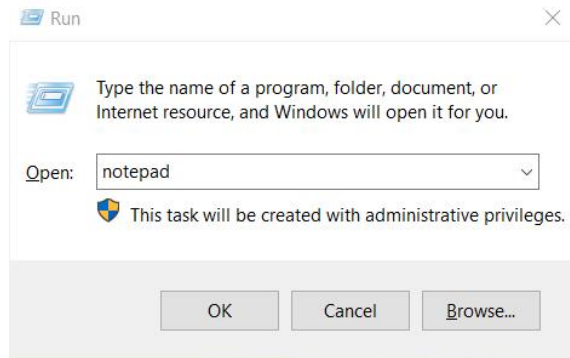 Run
Type the name of a program, folder, document, or
Internet resource, and Windows will open it for you.
Open: notepad
This task will be created with administrative privileges.
OK Cancel Browse...